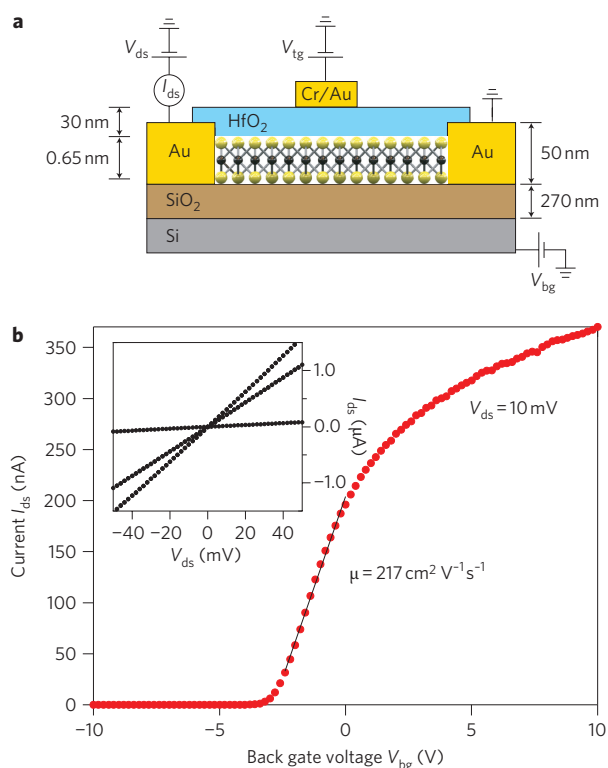 a
V_ds
V_tg
I_ds
Cr/Au
30 nm
HfO₂
0.65 nm
Au
Au
50 nm
SiO₂
270 nm
Si
V_bg
b
350
300
250
200
150
100
50
0
Current I_ds (nA)
1.0
0.0
−1.0
I_ds (µA)
−40 −20 0 20 40
V_ds (mV)
V_ds = 10 mV
µ = 217 cm² V⁻¹ s⁻¹
−10 −5 0 5 10
Back gate voltage V_bg (V)